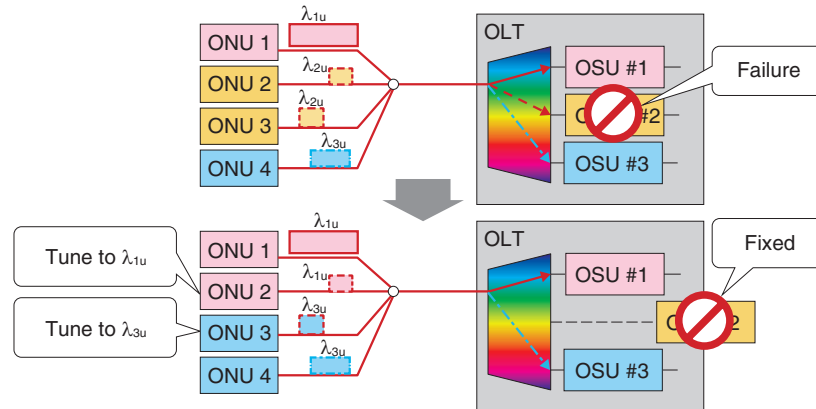 λ1u
OLT
ONU 1
OSU #1
Failure
λ2u
ONU 2
λ2u
O #2
ONU 3
λ3u
ONU 4
OSU #3
λ1u
OLT
Tune to λ1u
ONU 1
OSU #1
Fixed
λ1u
ONU 2
λ3u
O 2
Tune to λ3u
ONU 3
λ3u
ONU 4
OSU #3